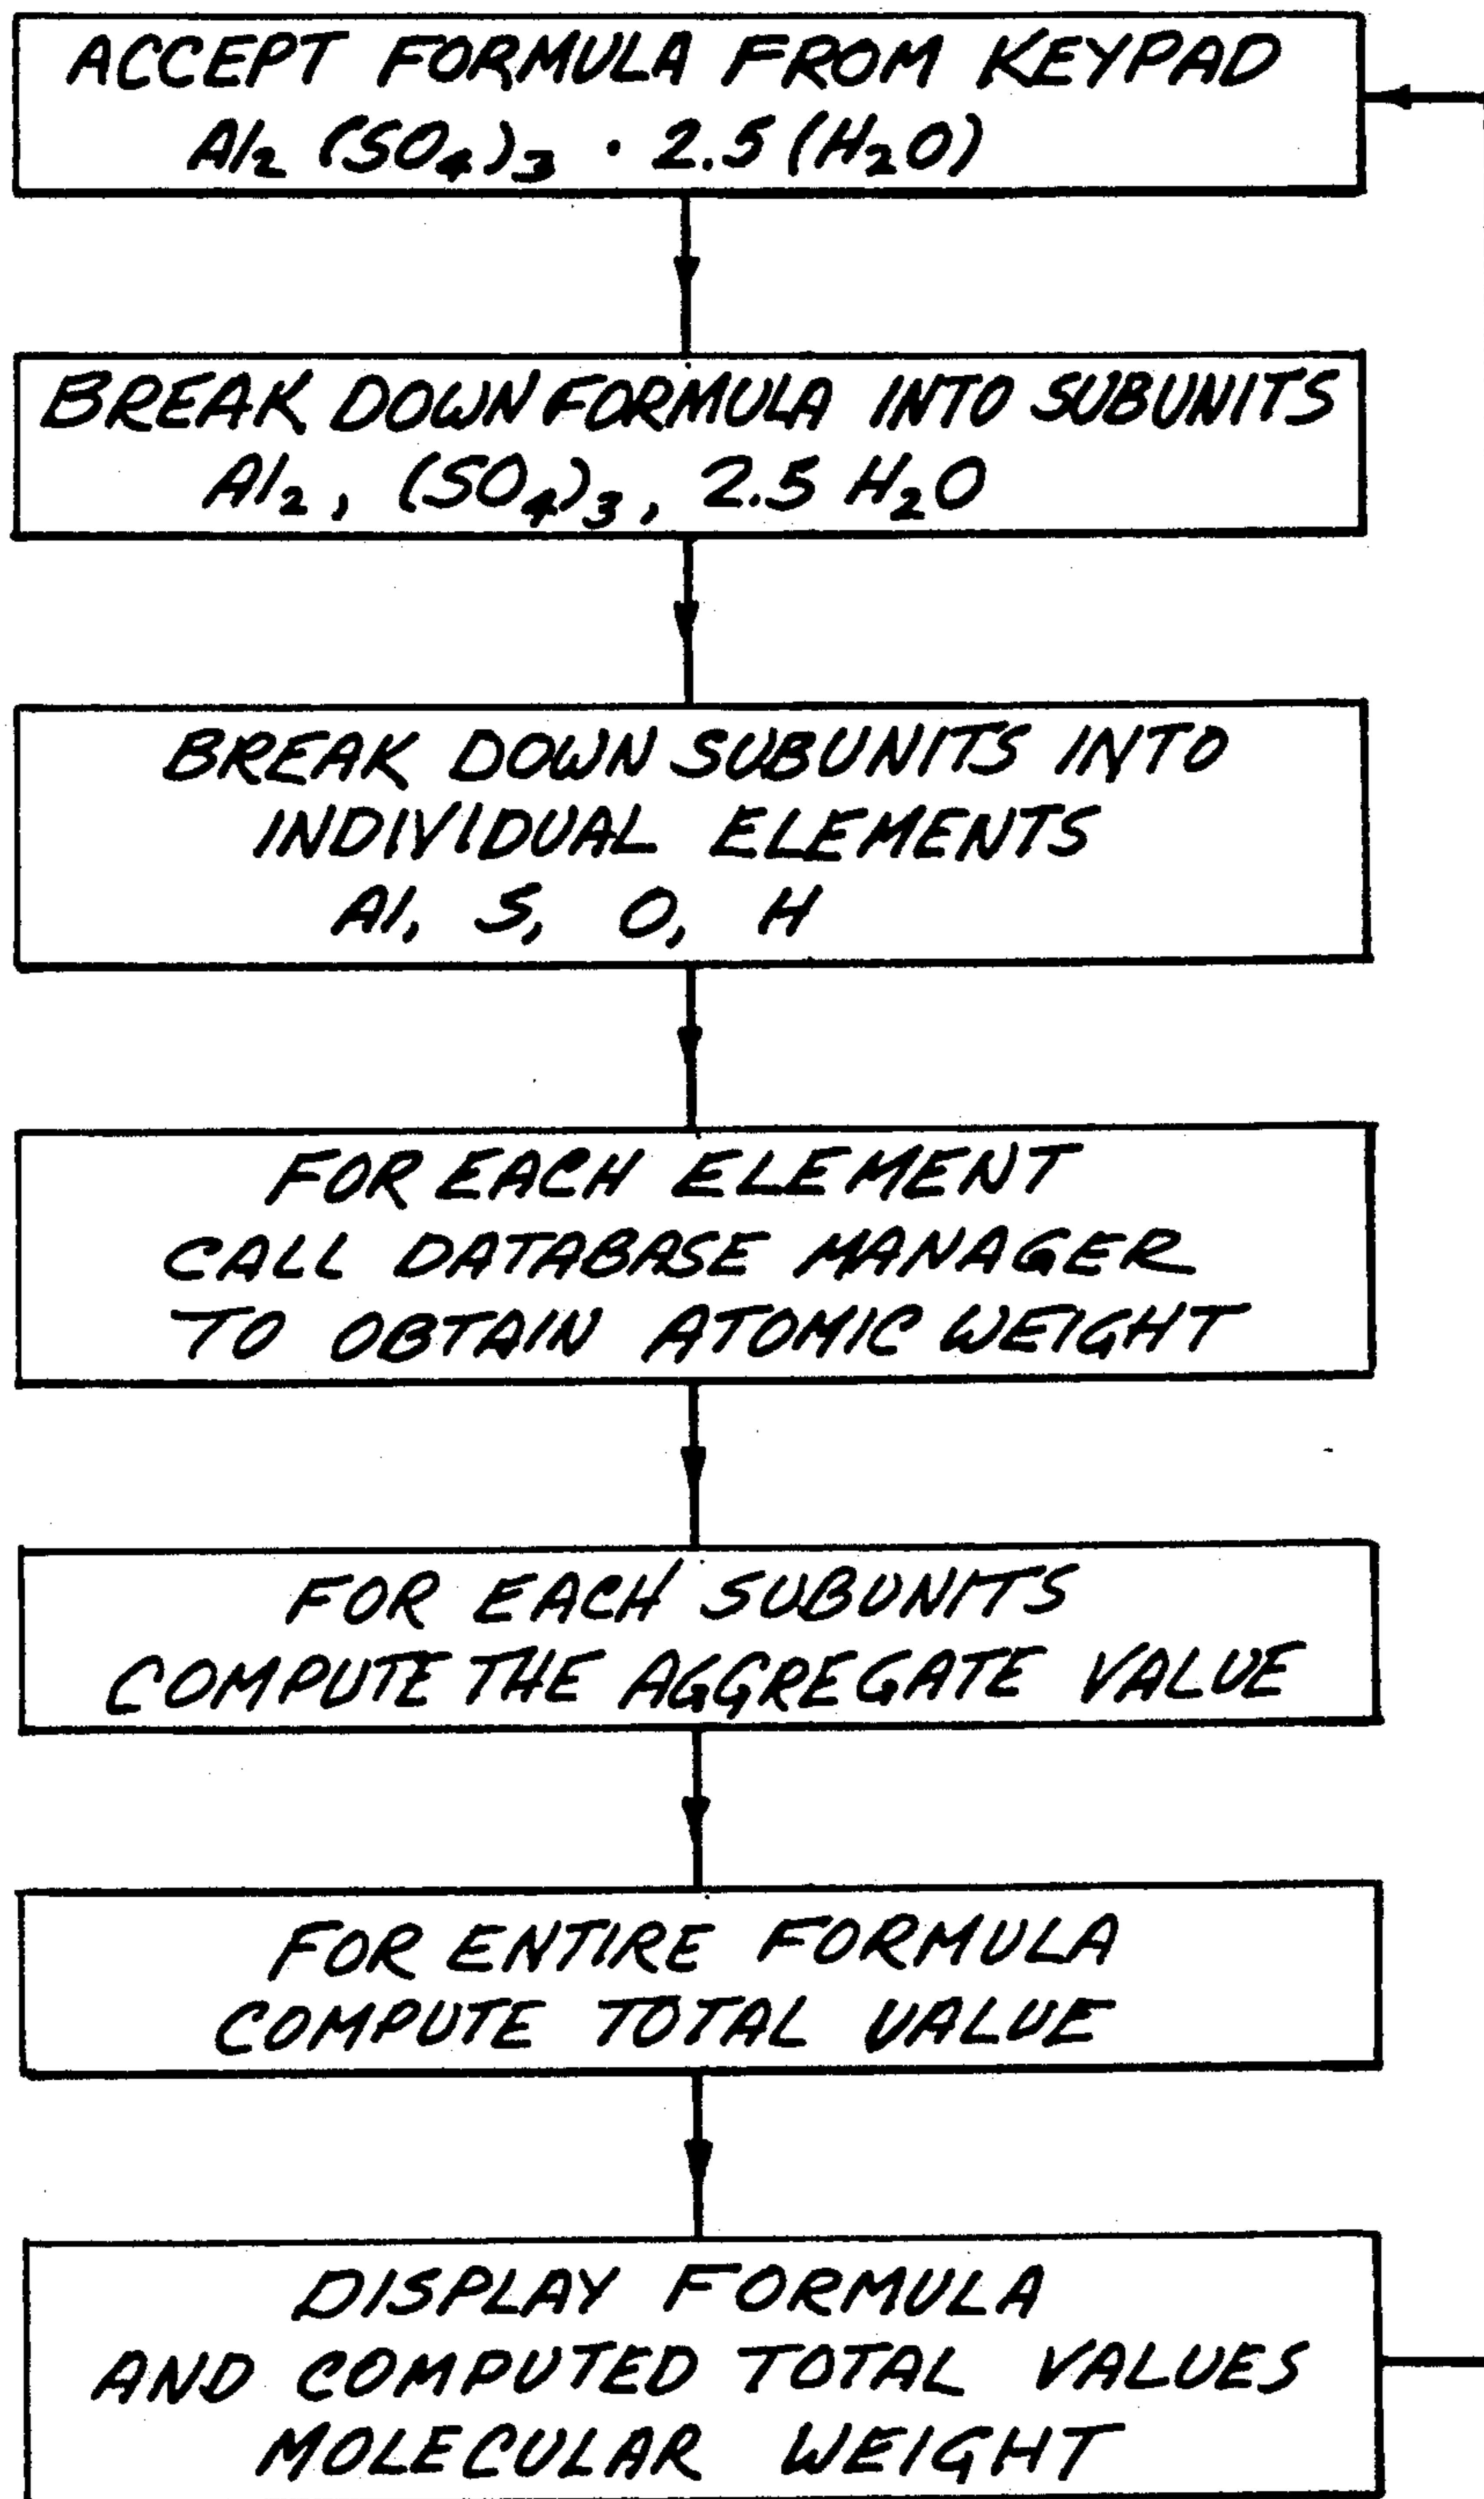 ACCEPT FORMULA FROM KEYPAD
Al₂ (SO₄)₃ · 2.5 (H₂O)
BREAK DOWN FORMULA INTO SUBUNITS
Al₂, (SO₄)₃, 2.5 H₂O
BREAK DOWN SUBUNITS INTO
INDIVIDUAL ELEMENTS
Al, S, O, H
FOR EACH ELEMENT
CALL DATABASE MANAGER
TO OBTAIN ATOMIC WEIGHT
FOR EACH SUBUNITS
COMPUTE THE AGGREGATE VALUE
FOR ENTIRE FORMULA
COMPUTE TOTAL VALUE
DISPLAY FORMULA
AND COMPUTED TOTAL VALUES
MOLECULAR WEIGHT